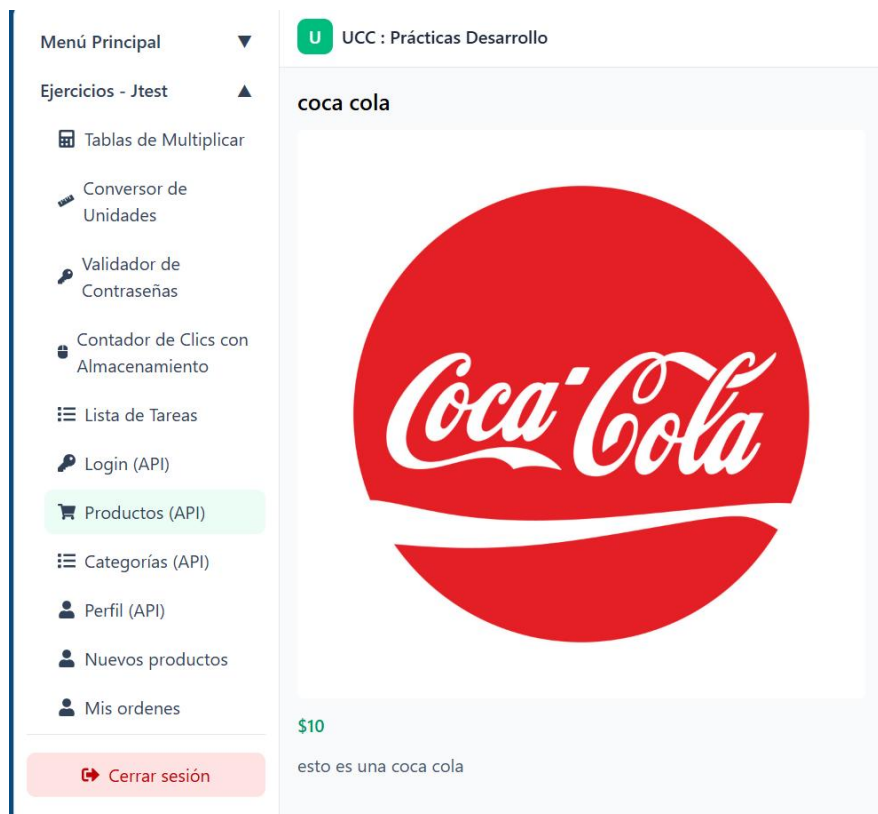 Menú Principal
Ejercicios - Jtest
Tablas de Multiplicar
Conversor de
Unidades
Validador de
Contraseñas
Contador de Clics con
Almacenamiento
Lista de Tareas
Login (API)
Productos (API)
Categorías (API)
Perfil (API)
Nuevos productos
Mis ordenes
Cerrar sesión
U UCC : Prácticas Desarrollo
coca cola
Coca-Cola
$10
esto es una coca cola